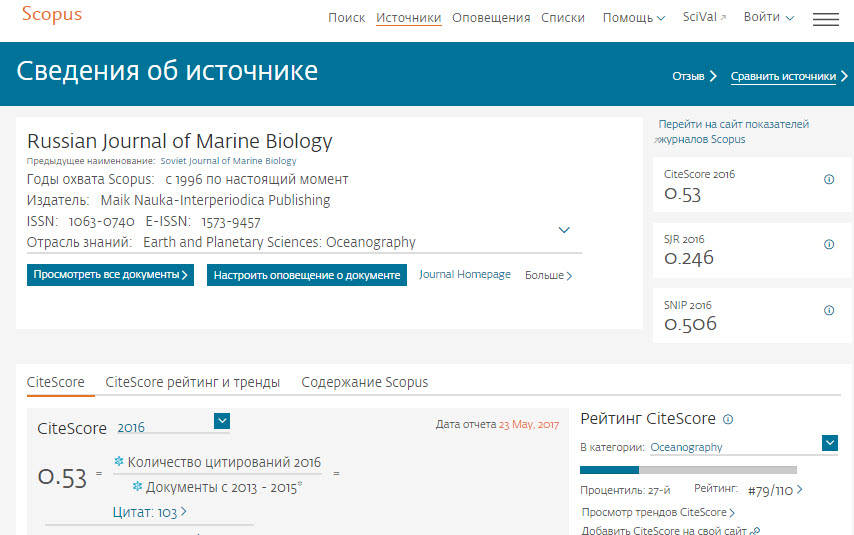 Scopus
Поиск Источники Оповещения Списки Помощь SciVal Войти
Сведения об источнике
Отзыв Сравнить источники
Russian Journal of Marine Biology
Предыдущее наименование: Soviet Journal of Marine Biology
Годы охвата Scopus: с 1996 по настоящий момент
Издатель: Maik Nauka-Interperiodica Publishing
ISSN: 1063-0740 E-ISSN: 1573-9457
Отрасль знаний: Earth and Planetary Sciences: Oceanography
Просмотреть все документы Настроить оповещение о документе Journal Homepage Больше
Перейти на сайт показателей
журналов Scopus
CiteScore 2016
0.53
SJR 2016
0.246
SNIP 2016
0.506
CiteScore CiteScore рейтинг и тренды Содержание Scopus
CiteScore 2016
Дата отчета 23 May, 2017
0.53 = Количество цитирований 2016 =
Документы с 2013 - 2015*
Цитат: 103 >
Рейтинг CiteScore
В категории: Oceanography
Процентиль: 27-й Рейтинг: #79/110
Просмотр трендов CiteScore
Добавить CiteScore на свой сайт